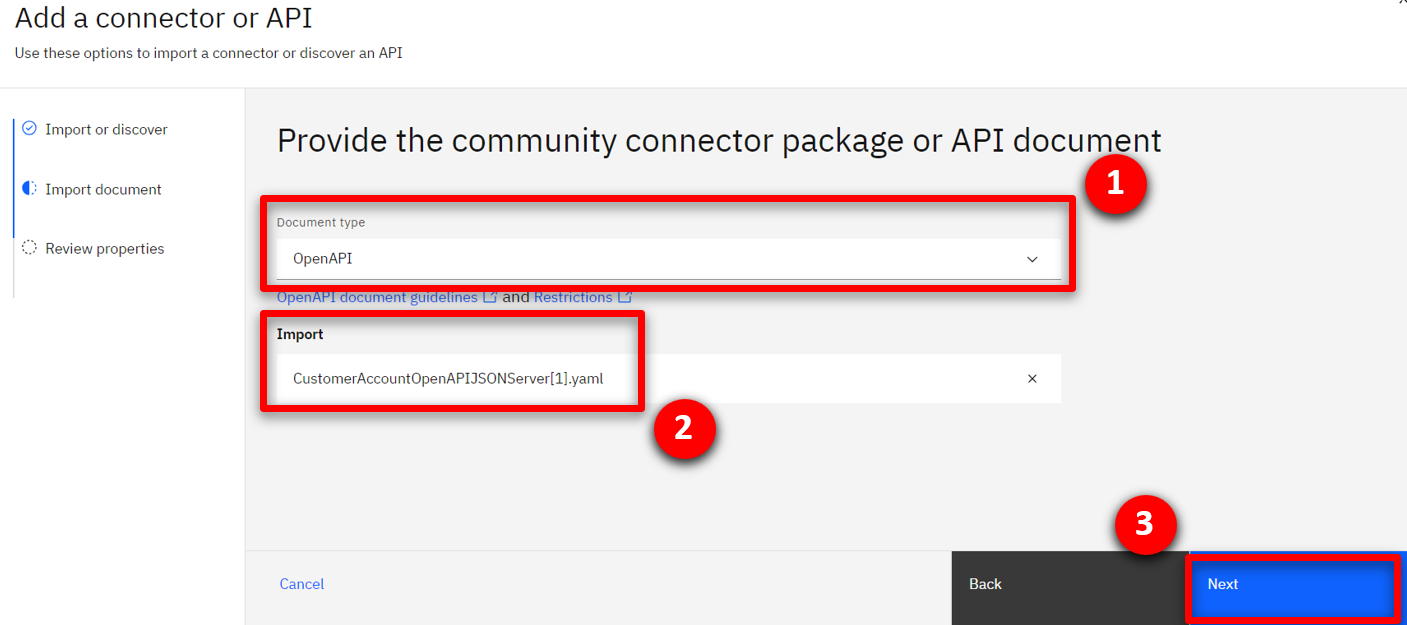 Add a connector or API
Use these options to import a connector or discover an API
Import or discover
Import document
Review properties
Provide the community connector package or API document
1
Document type
OpenAPI
OpenAPI document guidelines and Restrictions
Import
CustomerAccountOpenAPIJSONServer[1].yaml
2
3
Cancel
Back
Next